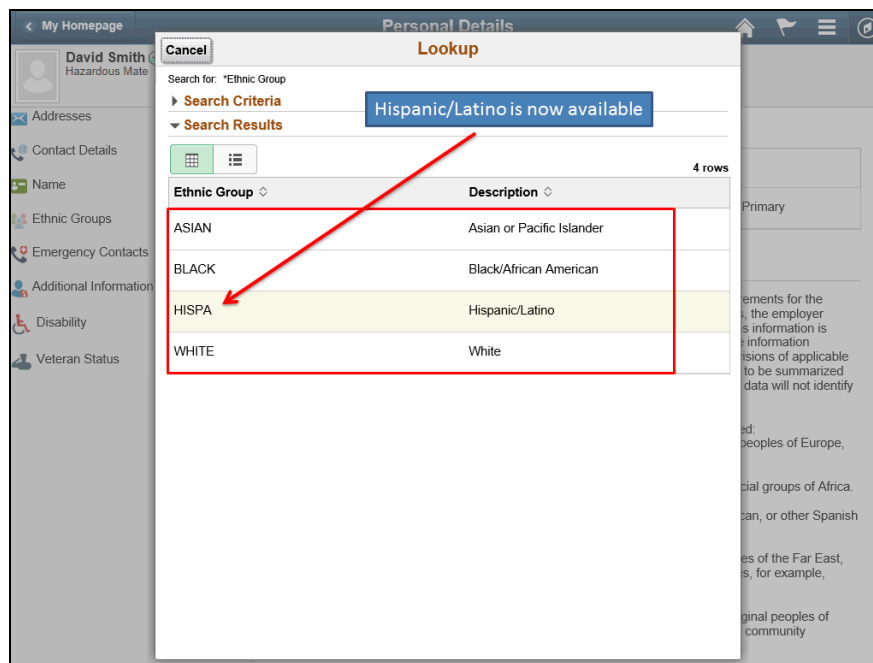 My Homepage
Personal Details
David Smith
Hazardous Mate
Addresses
Contact Details
Name
Ethnic Groups
Emergency Contacts
Additional Information
Disability
Veteran Status
Cancel
Lookup
Search for: *Ethnic Group
Search Criteria
Hispanic/Latino is now available
Search Results
4 rows
Ethnic Group Description
ASIAN Asian or Pacific Islander
BLACK Black/African American
HISPA Hispanic/Latino
WHITE White
Primary
ements for the
, the employer
s information is
information
isions of applicable
to be summarized
data will not identify
ed:
peoples of Europe,
cial groups of Africa.
can, or other Spanish
es of the Far East,
s, for example,
ginal peoples of
community